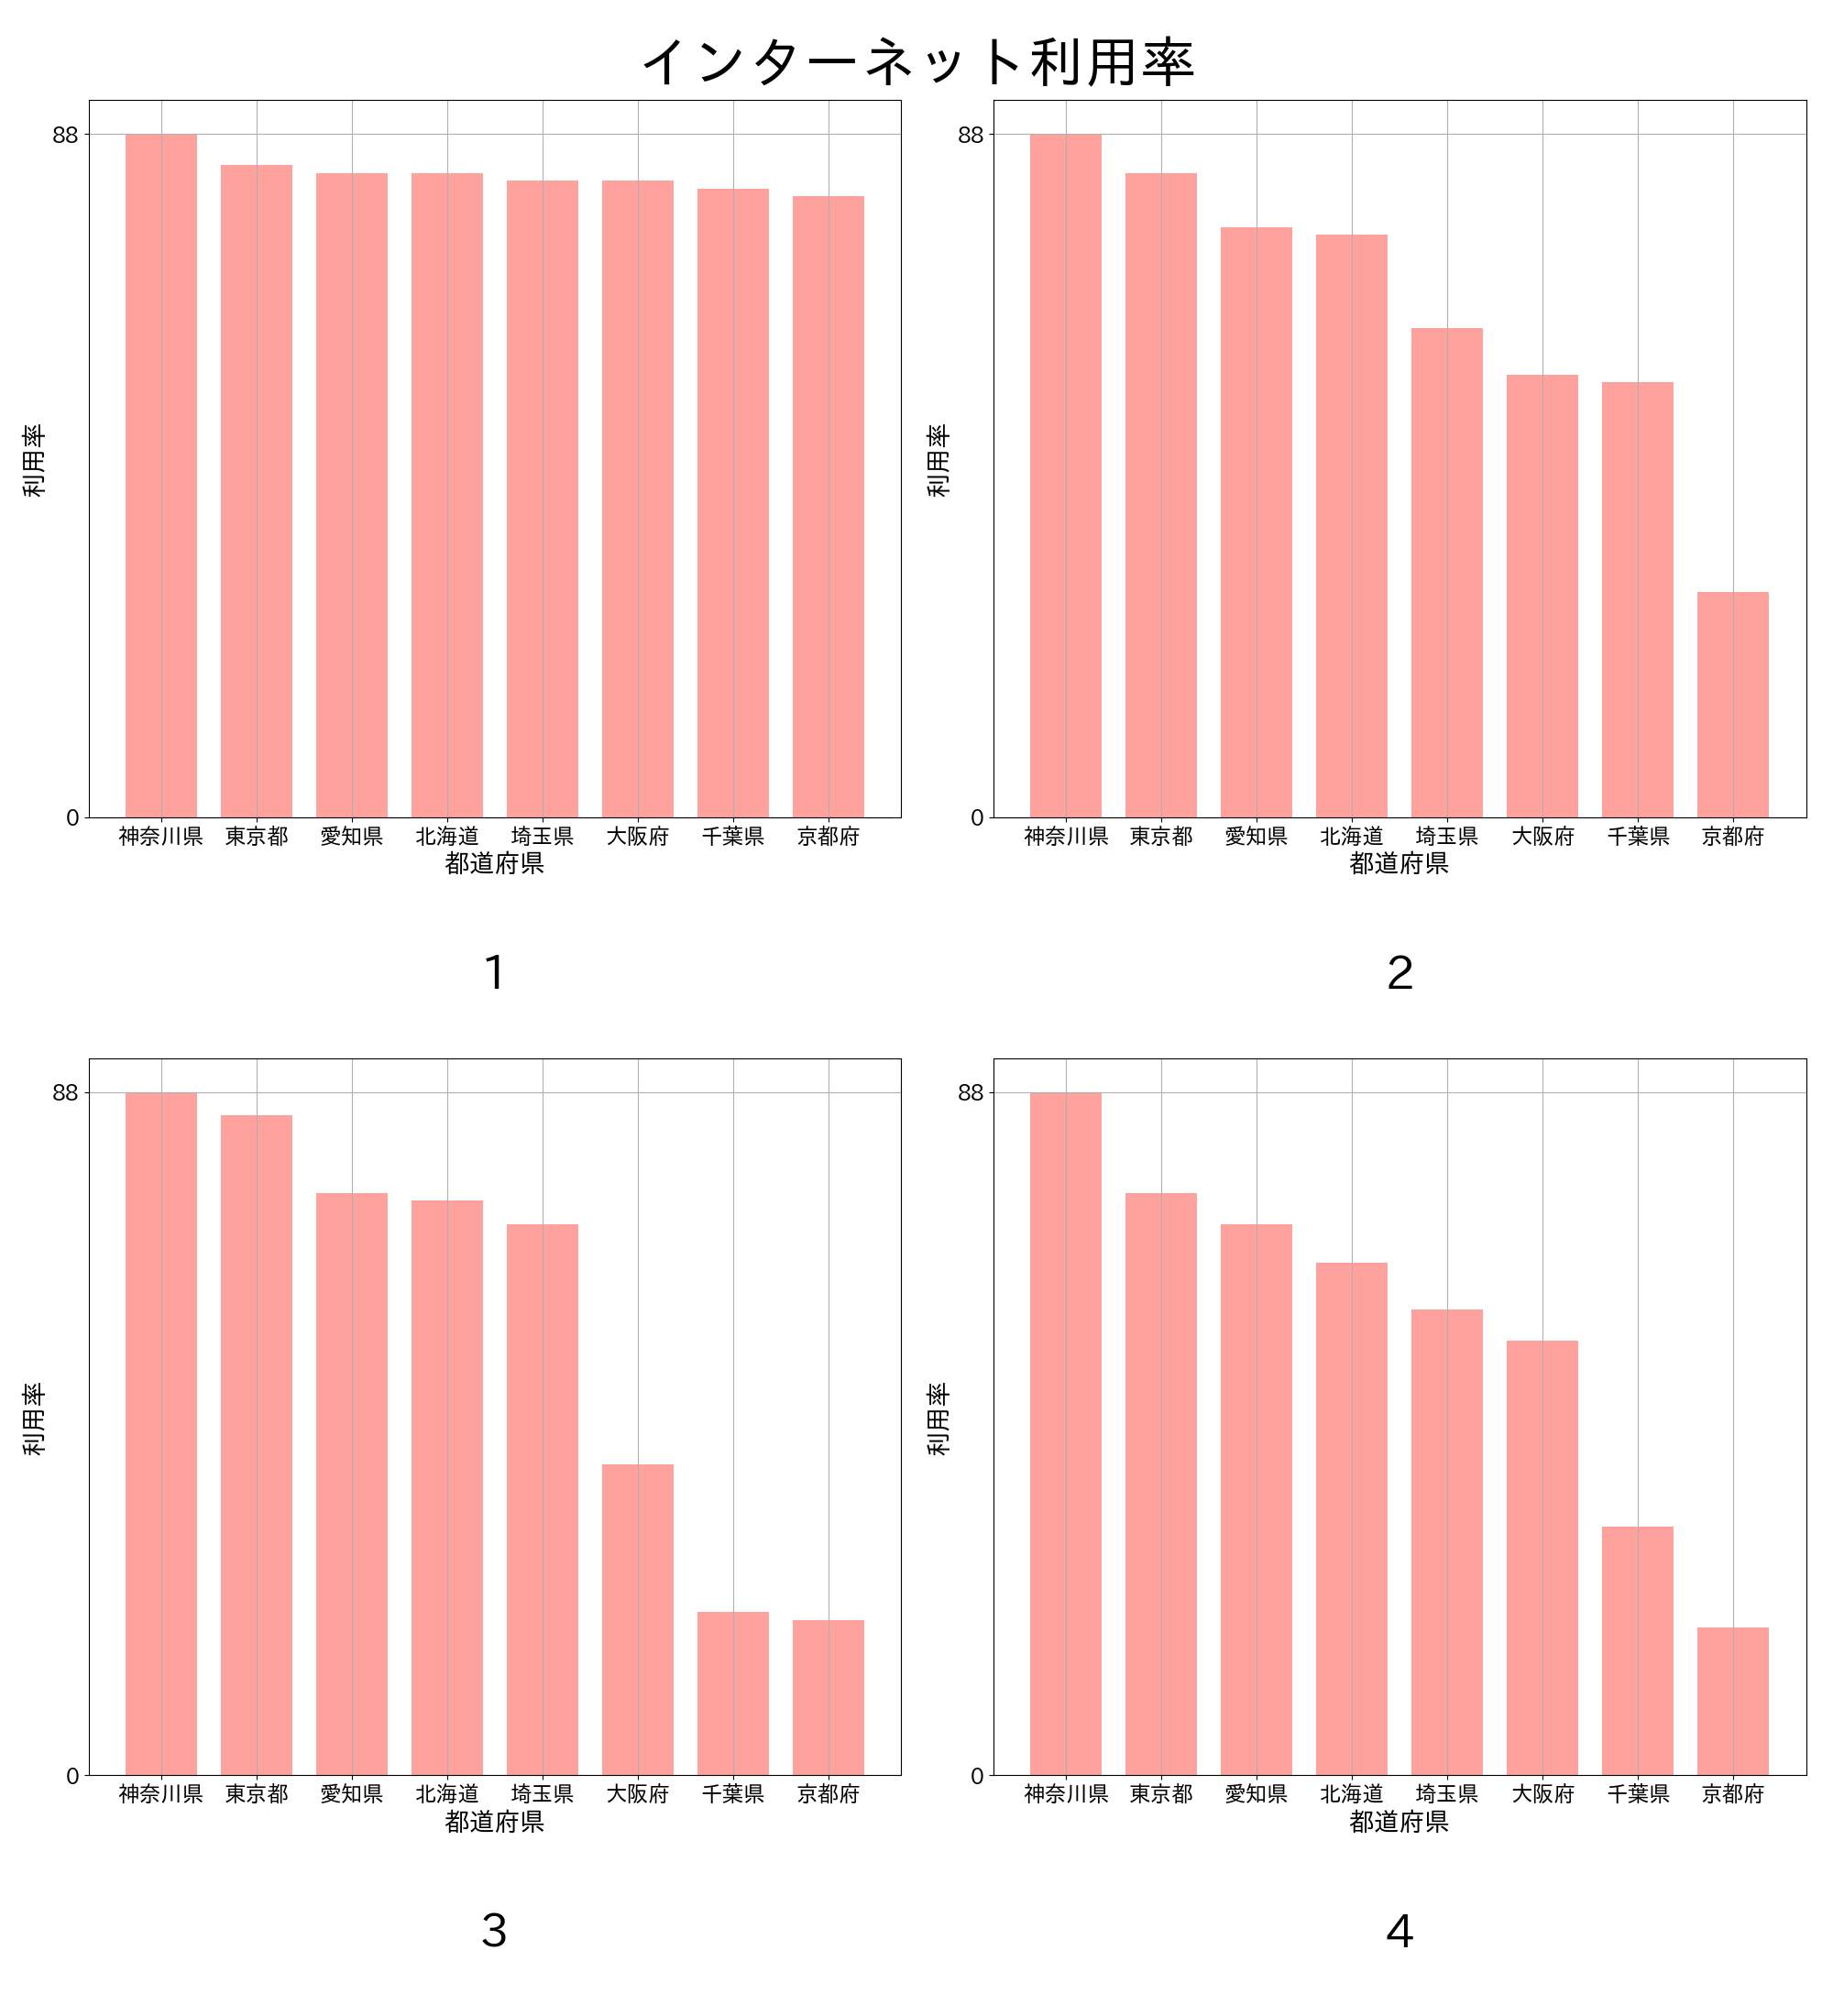 インターネット利用率
88
0
利用率
神奈川県 東京都 愛知県 北海道 埼玉県 大阪府 千葉県 京都府
都道府県
1
88
0
利用率
神奈川県 東京都 愛知県 北海道 埼玉県 大阪府 千葉県 京都府
都道府県
2
88
0
利用率
神奈川県 東京都 愛知県 北海道 埼玉県 大阪府 千葉県 京都府
都道府県
3
88
0
利用率
神奈川県 東京都 愛知県 北海道 埼玉県 大阪府 千葉県 京都府
都道府県
4